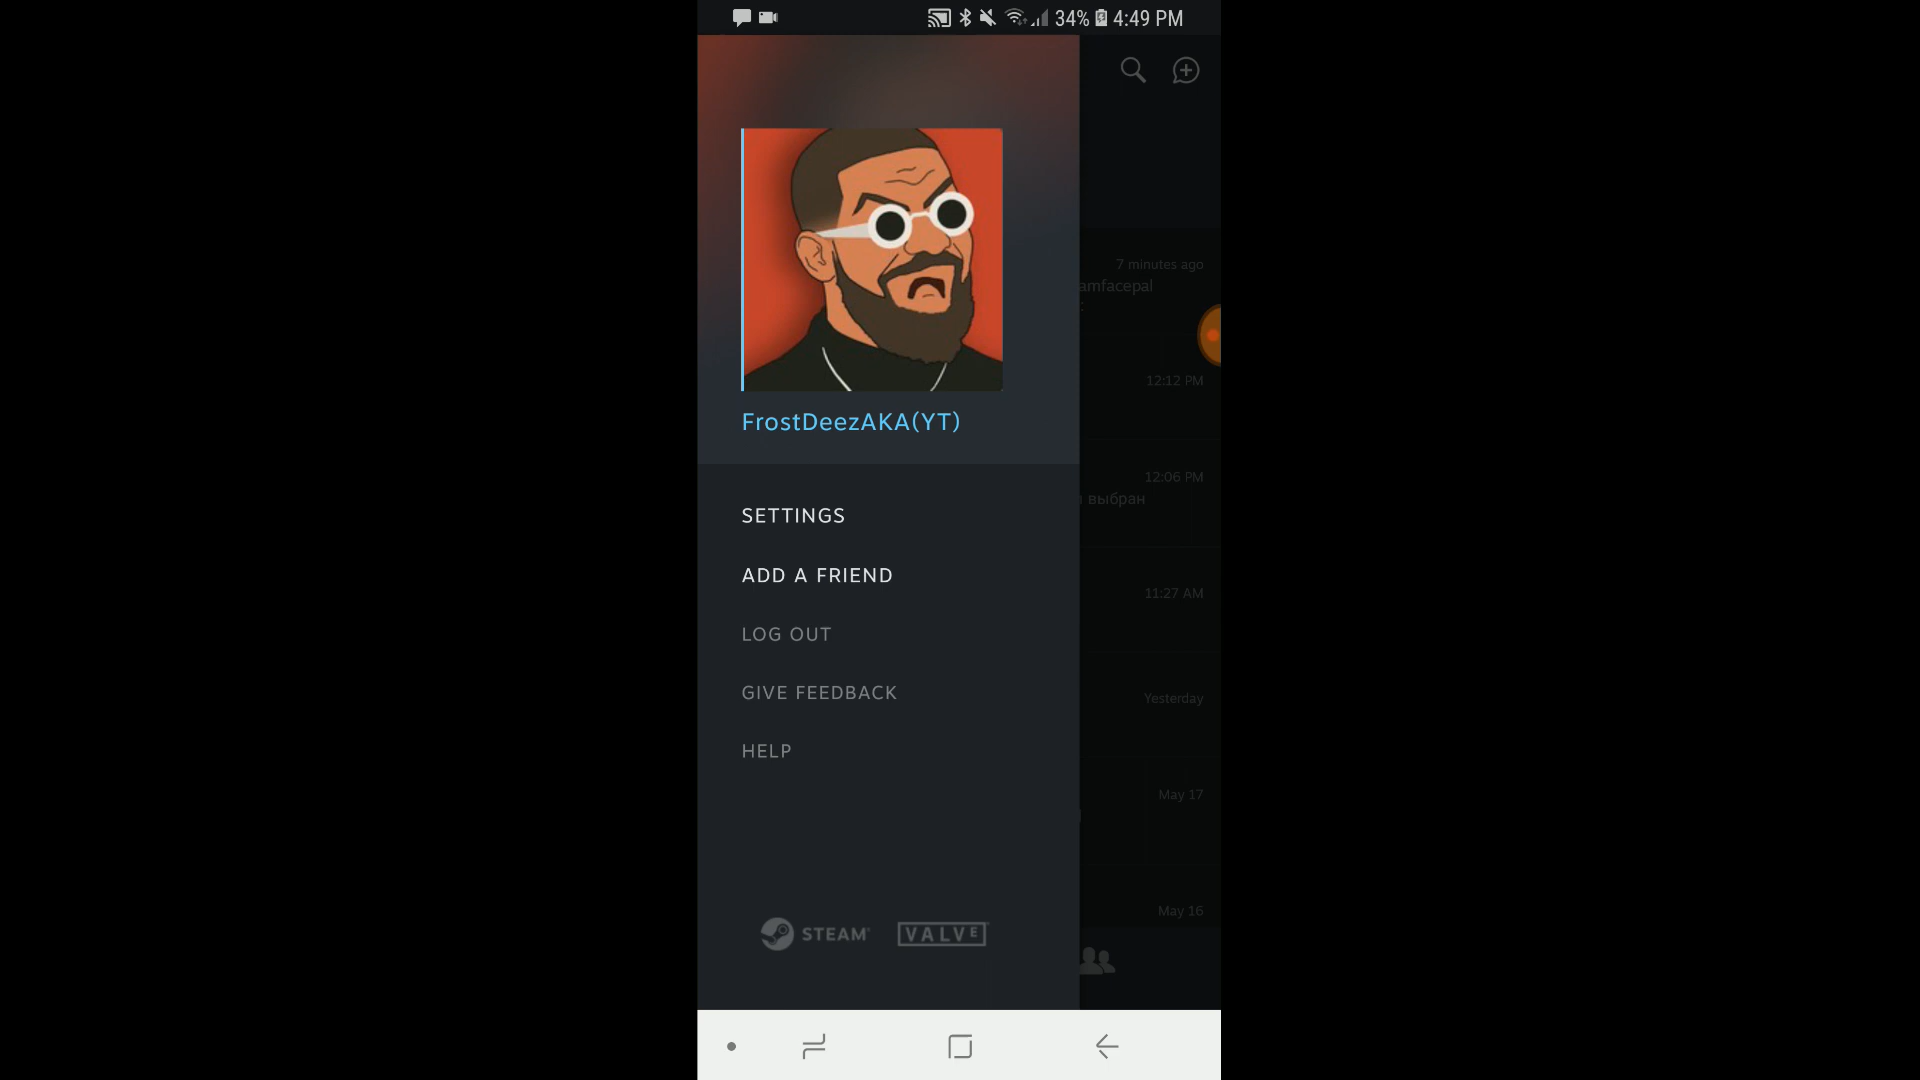 34% 4:49 PM
7 minutes ago
amfacepal
:
12:12 PM
FrostDeezAKA(YT)
12:06 PM
выбран
SETTINGS
ADD A FRIEND
11:27 AM
LOG OUT
GIVE FEEDBACK
Yesterday
HELP
May 17
May 16
STEAM
VALVE